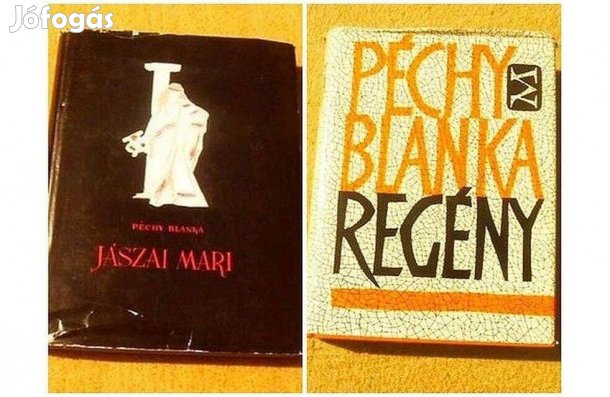 Jófogás
PÉCHY BLANKA
JÁSZAI MARI
PÉCHY
BLANKA
REGÉNY